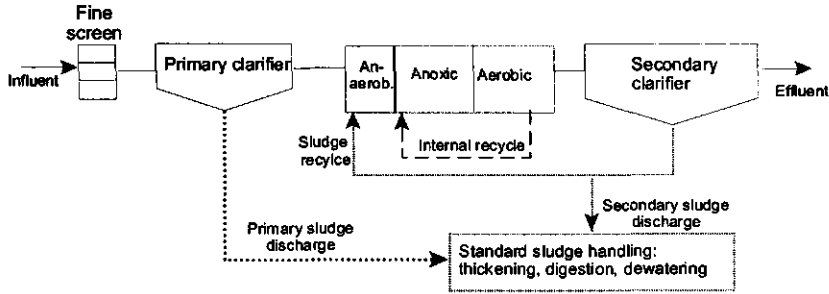 Fine
screen
Influent
Primary clarifier
An-
aerob.
Anoxic
Aerobic
Secondary
clarifier
Effluent
Sludge
recylce
Internal recycle
Primary sludge
discharge
Secondary sludge
discharge
Standard sludge handling:
thickening, digestion, dewatering